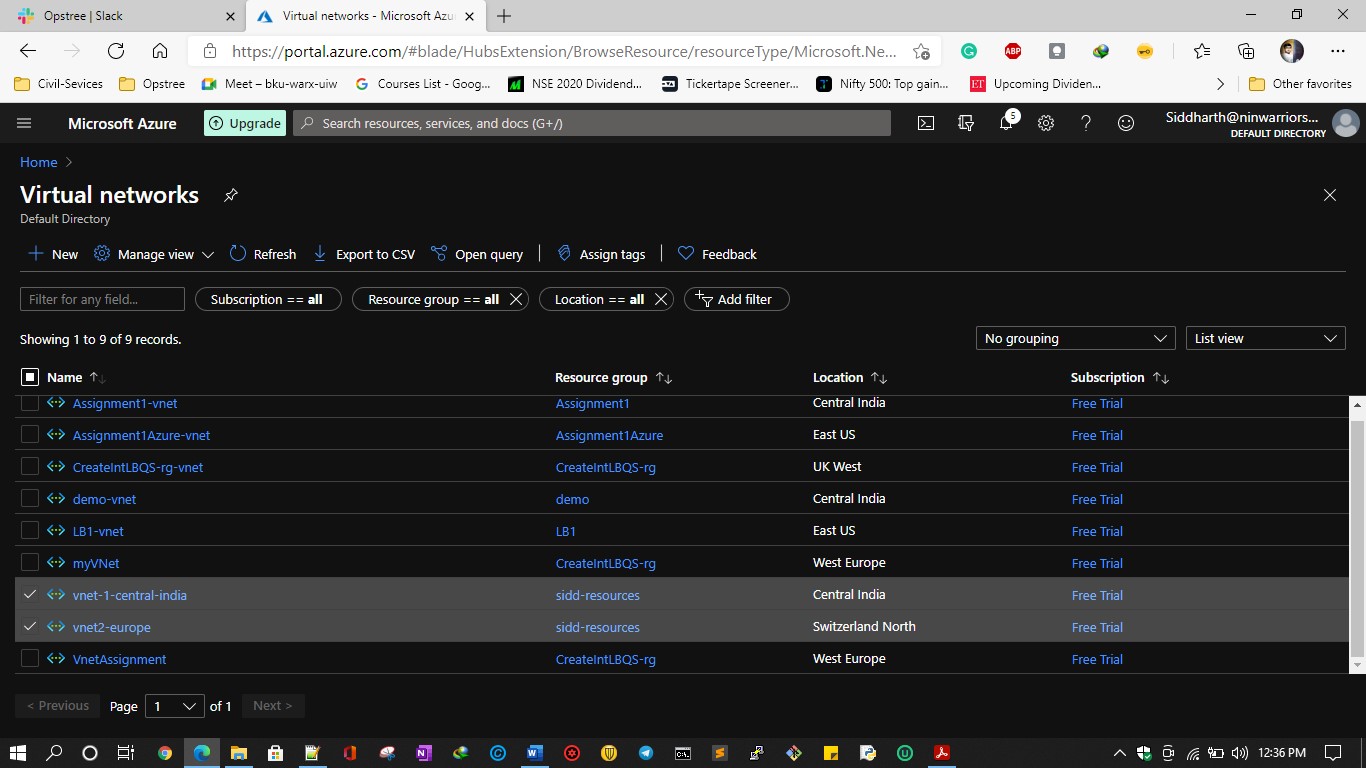 Opstree | Slack
Virtual networks - Microsoft Azu
https://portal.azure.com/#blade/HubsExtension/BrowseResource/resourceType/Microsoft.Ne...
ABP
Civil-Sevices
Opstree
Meet – bku-warx-uiw
Courses List - Goog...
NSE 2020 Dividend...
Tickertape Screener...
Nifty 500: Top gain...
ET
Upcoming Dividen...
Other favorites
Microsoft Azure
Upgrade
Search resources, services, and docs (G+/)
5
Siddharth@ninwarriors...
DEFAULT DIRECTORY
Home >
Virtual networks
Default Directory
New
Manage view
Refresh
Export to CSV
Open query
Assign tags
Feedback
Filter for any field...
Subscription == all
Resource group == all
Location == all
Add filter
Showing 1 to 9 of 9 records.
No grouping
List view
Name Resource group Location Subscription
Assignment1-vnet Assignment1 Central India Free Trial
Assignment1Azure-vnet Assignment1Azure East US Free Trial
CreateIntLBQS-rg-vnet CreateIntLBQS-rg UK West Free Trial
demo-vnet demo Central India Free Trial
LB1-vnet LB1 East US Free Trial
myVNet CreateIntLBQS-rg West Europe Free Trial
vnet-1-central-india sidd-resources Central India Free Trial
vnet2-europe sidd-resources Switzerland North Free Trial
VnetAssignment CreateIntLBQS-rg West Europe Free Trial
< Previous Page 1 of 1 Next >
12:36 PM